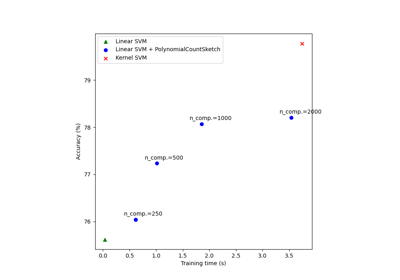 Linear SVM
Linear SVM + PolynomialCountSketch
Kernel SVM
79
78
77
76
Accuracy (%)
n_comp.=2000
n_comp.=1000
n_comp.=500
n_comp.=250
0.0 0.5 1.0 1.5 2.0 2.5 3.0 3.5
Training time (s)